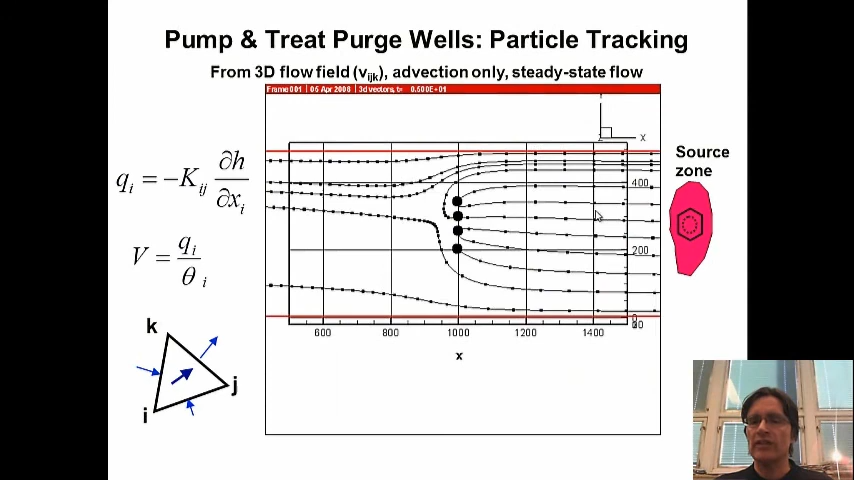 Pump & Treat Purge Wells: Particle Tracking
From 3D flow field (vᵢⱼₖ), advection only, steady-state flow
Frame 001 | 05 Apr 2008 | 3d vectors, t= 0.500E+01
X
Source
zone
400
200
0
600
800
1000
1200
1400
x
qᵢ = −Kᵢⱼ ∂h/∂xᵢ
V = qᵢ/θᵢ
k
j
i